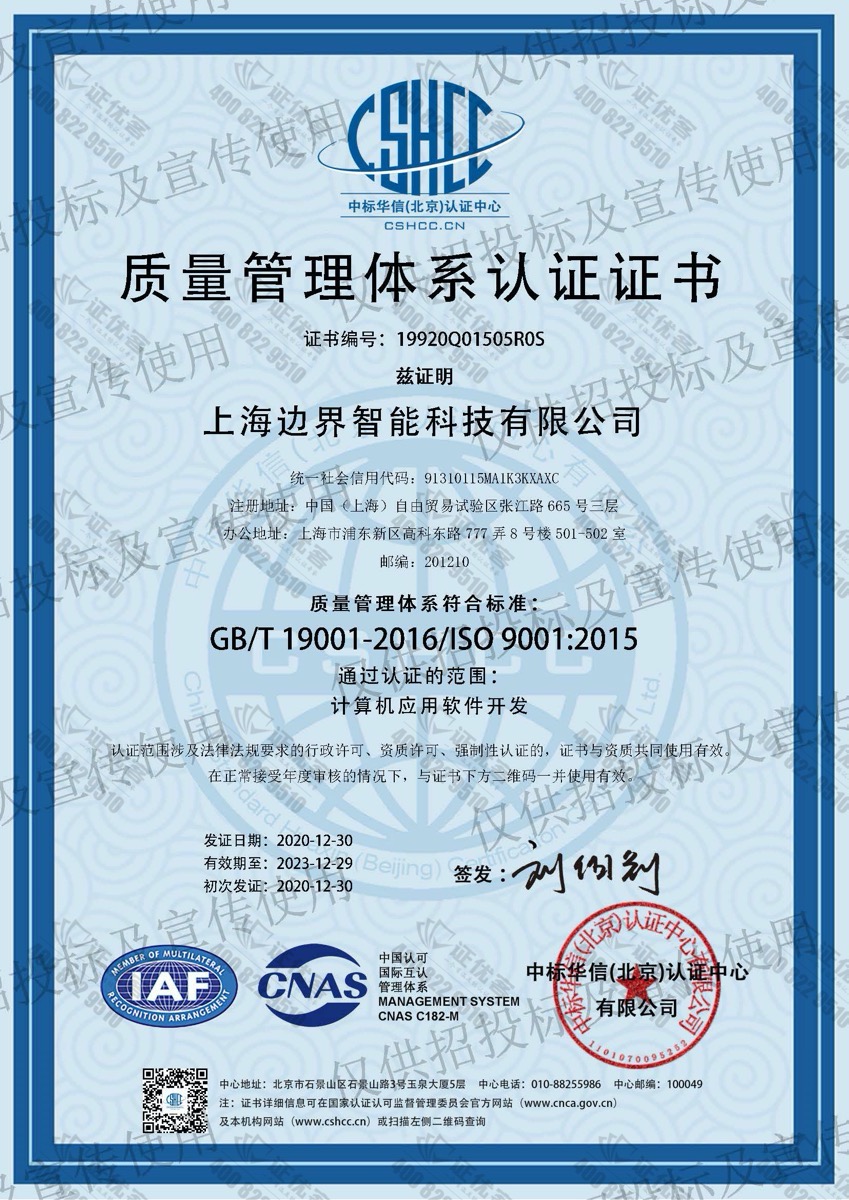 CSHCC
中标华信(北京)认证中心
CSHCC.CN
质量管理体系认证证书
证书编号：19920Q01505R0S
兹证明
上海边界智能科技有限公司
统一社会信用代码：91310115MA1K3KXAXC
注册地址：中国（上海）自由贸易试验区张江路 665 号三层
办公地址：上海市浦东新区高科东路 777 弄 8 号楼 501-502 室
邮编：201210
质量管理体系符合标准：
GB/T 19001-2016/ISO 9001:2015
通过认证的范围：
计算机应用软件开发
认证范围涉及法律法规要求的行政许可、资质许可、强制性认证的，证书与资质共同使用有效。
在正常接受年度审核的情况下，与证书下方二维码一并使用有效。
发证日期：2020-12-30
有效期至：2023-12-29
初次发证：2020-12-30
签发：
MEMBER OF MULTILATERAL
IAF
RECOGNITION ARRANGEMENT
CNAS
中国认可
国际互认
管理体系
MANAGEMENT SYSTEM
CNAS C182-M
中标华信(北京)认证中心
有限公司
中标华信(北京)认证中心有限公司
1101070095252
中心地址：北京市石景山区石景山路3号玉泉大厦5层 中心电话：010-88255986 中心邮编：100049
注：证书详细信息可在国家认证认可监督管理委员会官方网站（www.cnca.gov.cn）
及本机构网站（www.cshcc.cn）或扫描左侧二维码查询
仅供招投标及宣传使用
证优客
400 822 9510